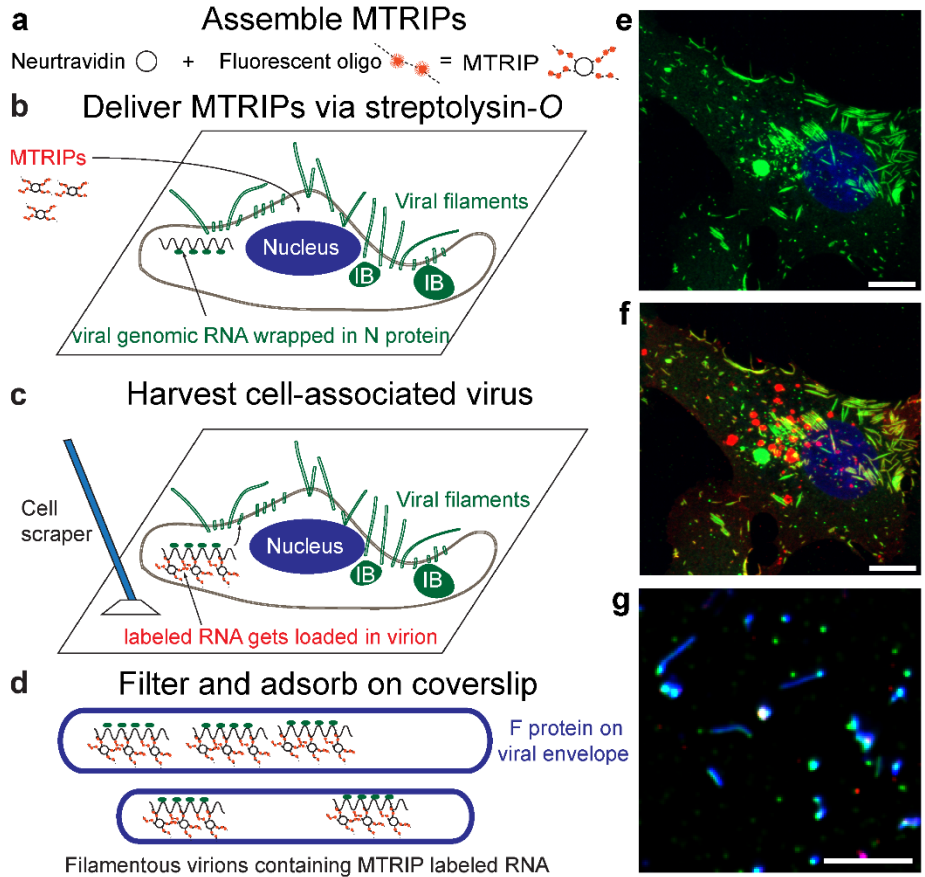 a Assemble MTRIPs
Neurtravidin + Fluorescent oligo = MTRIP
b Deliver MTRIPs via streptolysin-O
MTRIPs
Viral filaments
Nucleus
IB
IB
viral genomic RNA wrapped in N protein
c Harvest cell-associated virus
Cell
scraper
Viral filaments
Nucleus
IB
IB
labeled RNA gets loaded in virion
d Filter and adsorb on coverslip
F protein on
viral envelope
Filamentous virions containing MTRIP labeled RNA
e
f
g